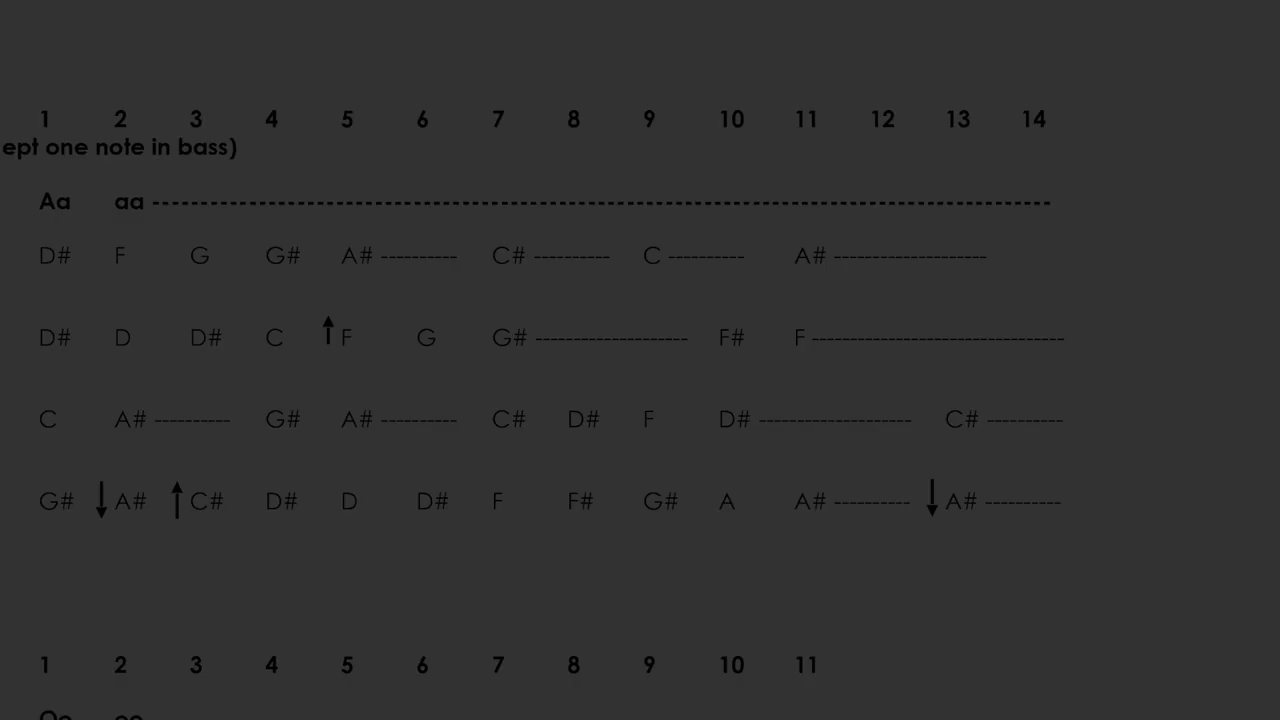 1 2 3 4 5 6 7 8 9 10 11 12 13 14
ept one note in bass)
Aa aa --------------------------------------------------------------------------
D# F G G# A# ---------- C# ---------- C ---------- A# --------------------
D# D D# C F G G# -------------------- F# F ---------------------------------
C A# ---------- G# A# ---------- C# D# F D# -------------------- C# ----------
G# A# C# D# D D# F F# G# A A# ---------- A# ----------
1 2 3 4 5 6 7 8 9 10 11